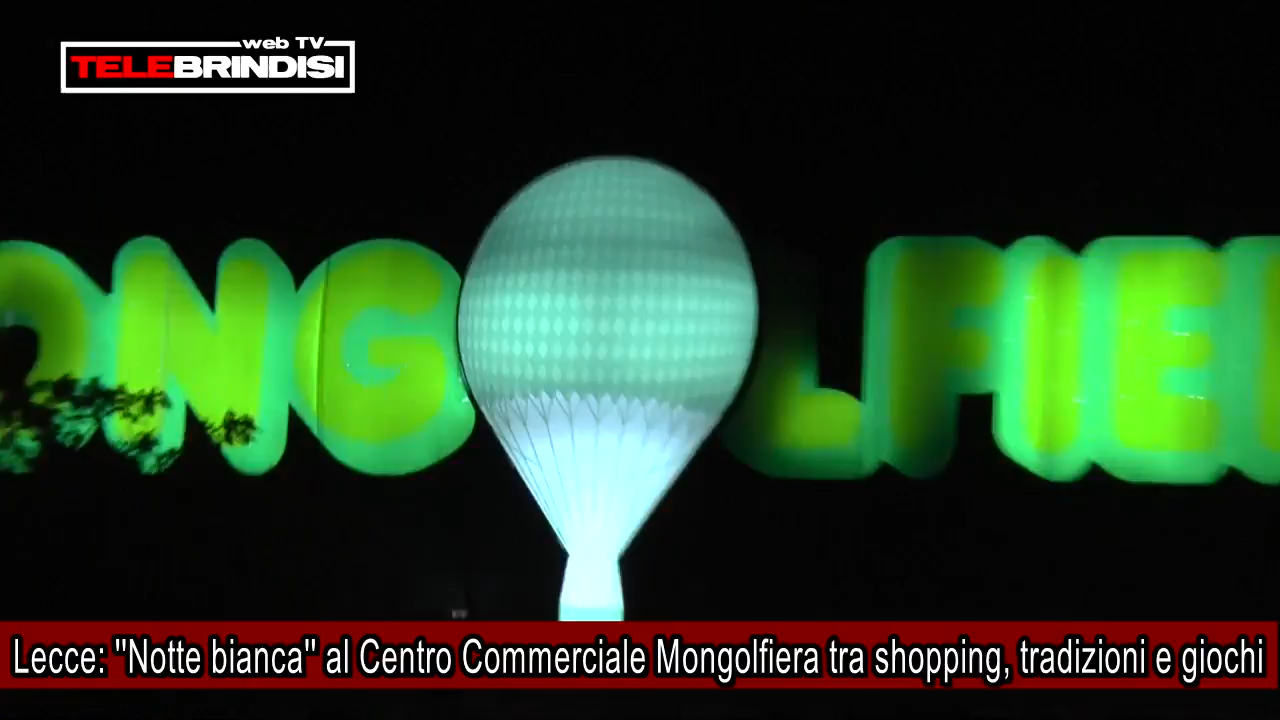 web TV
TELEBRINDISI
ONG LFIE
Lecce: "Notte bianca" al Centro Commerciale Mongolfiera tra shopping, tradizioni e giochi